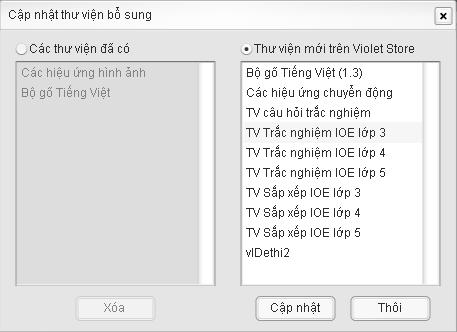 Cập nhật thư viện bổ sung
Các thư viện đã có
Các hiệu ứng hình ảnh
Bộ gõ Tiếng Việt
Thư viện mới trên Violet Store
Bộ gõ Tiếng Việt (1.3)
Các hiệu ứng chuyển động
TV câu hỏi trắc nghiệm
TV Trắc nghiệm IOE lớp 3
TV Trắc nghiệm IOE lớp 4
TV Trắc nghiệm IOE lớp 5
TV Sắp xếp IOE lớp 3
TV Sắp xếp IOE lớp 4
TV Sắp xếp IOE lớp 5
vlDethi2
Xóa
Cập nhật
Thôi